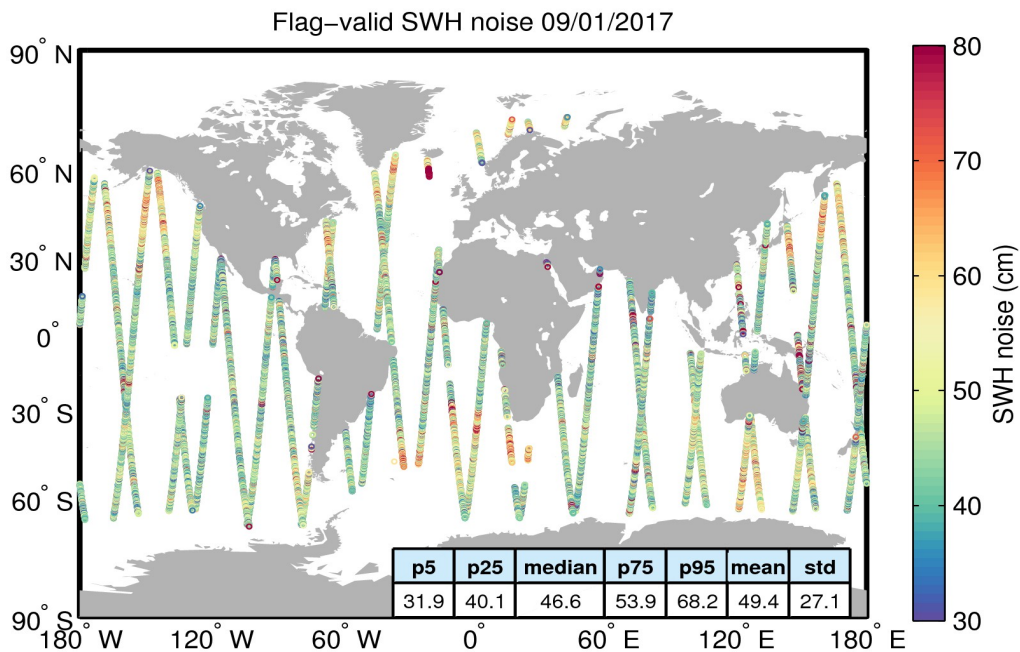 Flag−valid SWH noise 09/01/2017
90° N
60° N
30° N
0°
30° S
60° S
90° S
180° W
120° W
60° W
0°
60° E
120° E
180° E
p5 p25 median p75 p95 mean std
31.9 40.1 46.6 53.9 68.2 49.4 27.1
80
70
60
50
40
30
SWH noise (cm)